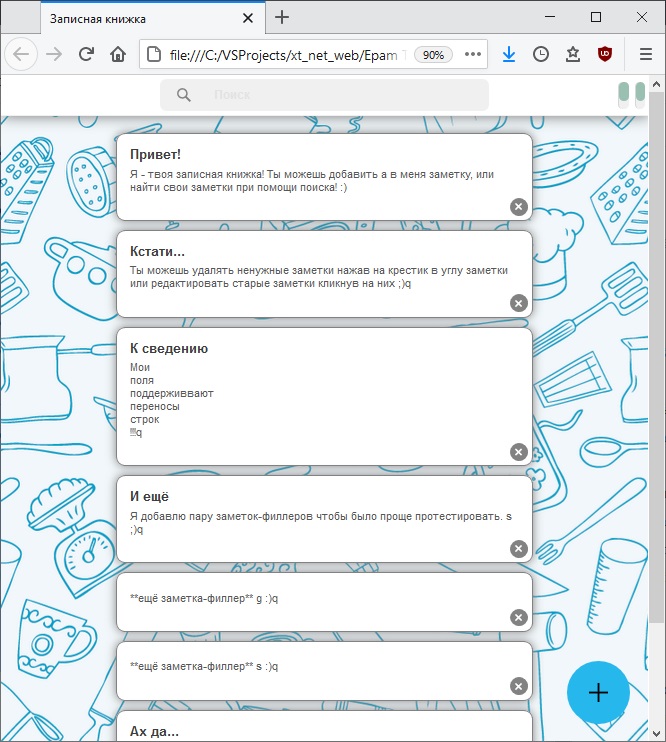 Записная книжка
file:///C:/VSProjects/xt_net_web/Epam
90%
Поиск
Привет!
Я - твоя записная книжка! Ты можешь добавить а в меня заметку, или
найти свои заметки при помощи поиска! :)
Кстати...
Ты можешь удалять ненужные заметки нажав на крестик в углу заметки
или редактировать старые заметки кликнув на них ;)q
К сведению
Мои
поля
поддерживвают
переносы
строк
!!!q
И ещё
Я добавлю пару заметок-филлеров чтобы было проще протестировать. s
;)q
**ещё заметка-филлер** g :)q
**ещё заметка-филлер** s :)q
Ах да...